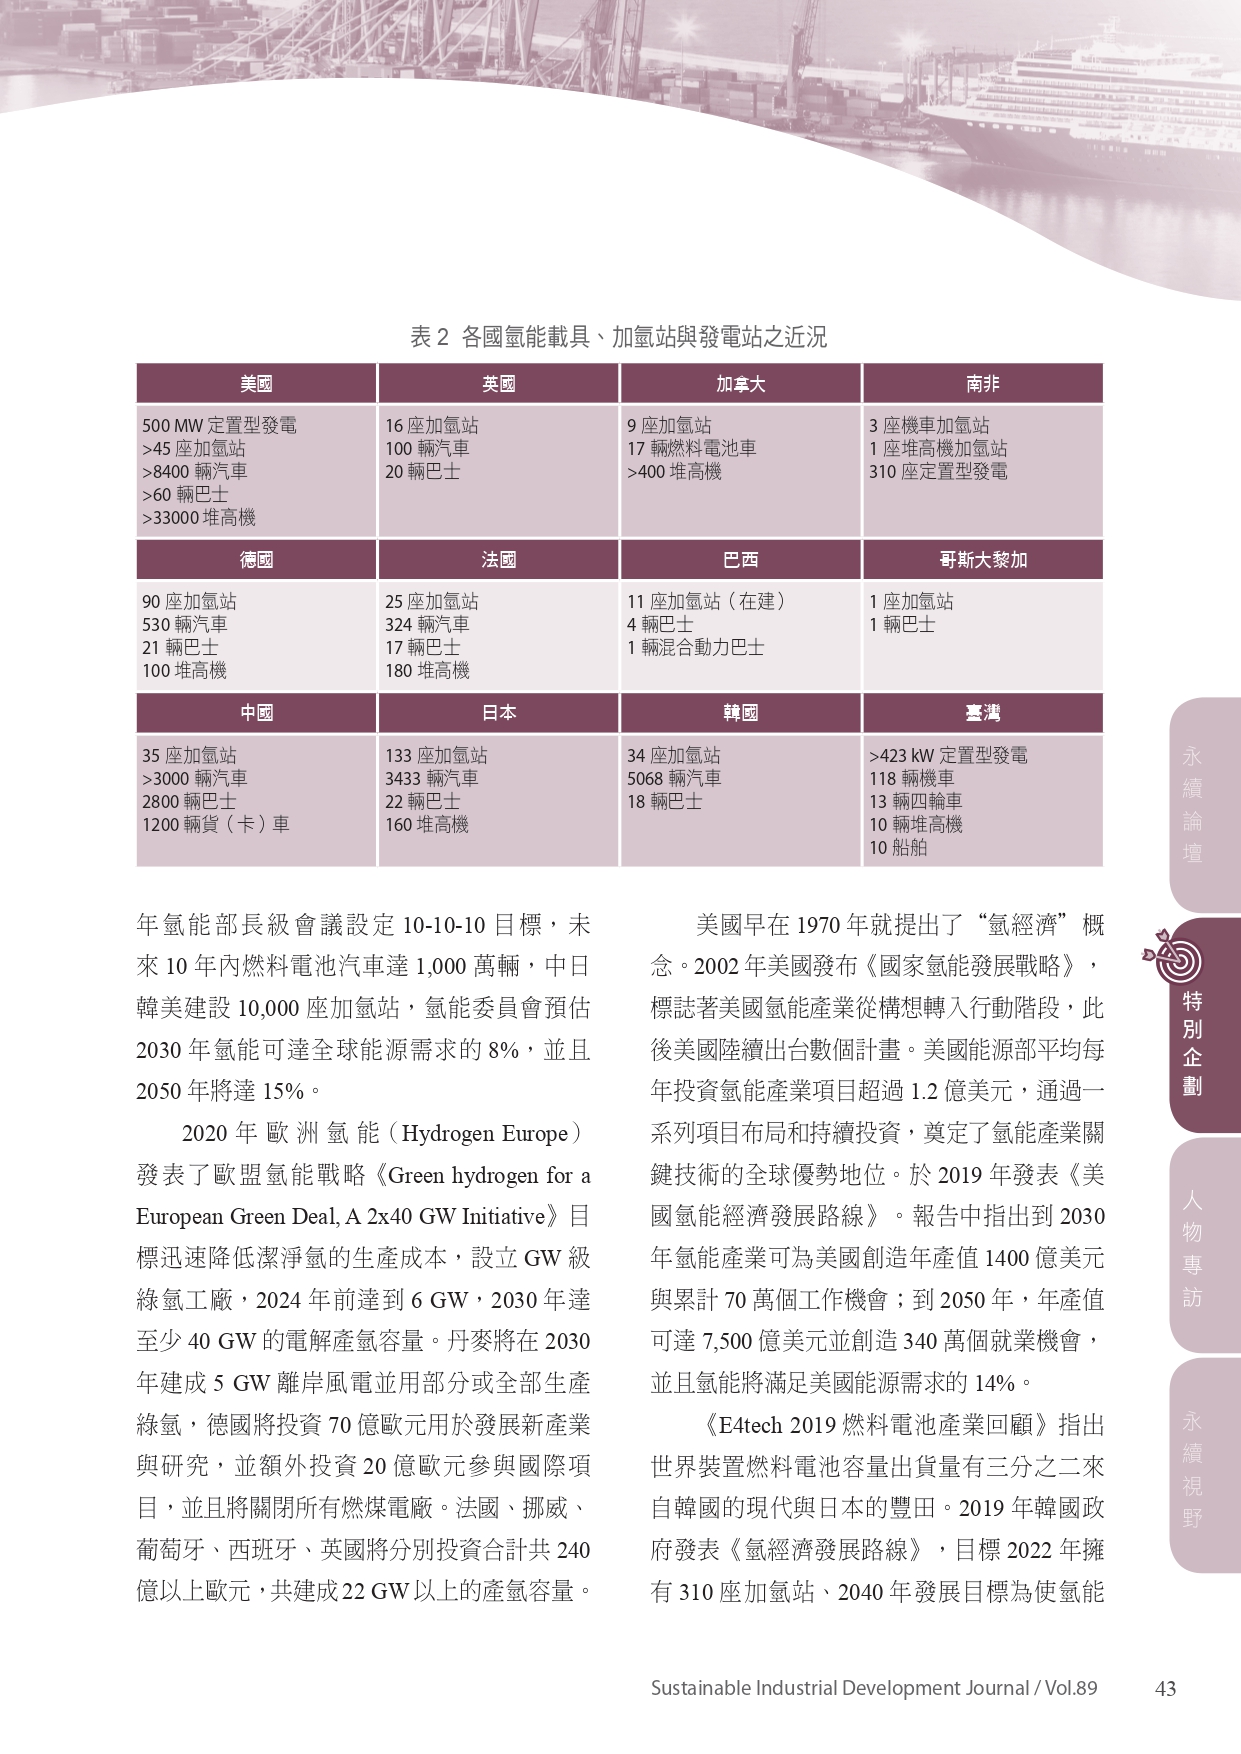 表 2 各國氫能載具、加氫站與發電站之近況
美國
500 MW 定置型發電
>45 座加氫站
>8400 輛汽車
>60 輛巴士
>33000 堆高機
英國
16 座加氫站
100 輛汽車
20 輛巴士
加拿大
9 座加氫站
17 輛燃料電池車
>400 堆高機
南非
3 座機車加氫站
1 座堆高機加氫站
310 座定置型發電
德國
90 座加氫站
530 輛汽車
21 輛巴士
100 堆高機
法國
25 座加氫站
324 輛汽車
17 輛巴士
180 堆高機
巴西
11 座加氫站（在建）
4 輛巴士
1 輛混合動力巴士
哥斯大黎加
1 座加氫站
1 輛巴士
中國
35 座加氫站
>3000 輛汽車
2800 輛巴士
1200 輛貨（卡）車
日本
133 座加氫站
3433 輛汽車
22 輛巴士
160 堆高機
韓國
34 座加氫站
5068 輛汽車
18 輛巴士
臺灣
>423 kW 定置型發電
118 輛機車
13 輛四輪車
10 輛堆高機
10 船舶
年氫能部長級會議設定 10-10-10 目標，未
來 10 年內燃料電池汽車達 1,000 萬輛，中日
韓美建設 10,000 座加氫站，氫能委員會預估
2030 年氫能可達全球能源需求的 8%，並且
2050 年將達 15%。
2020 年歐洲氫能（Hydrogen Europe）
發表了歐盟氫能戰略《Green hydrogen for a
European Green Deal, A 2x40 GW Initiative》目
標迅速降低潔淨氫的生產成本，設立 GW 級
綠氫工廠，2024 年前達到 6 GW，2030 年達
至少 40 GW 的電解產氫容量。丹麥將在 2030
年建成 5 GW 離岸風電並用部分或全部生產
綠氫，德國將投資 70 億歐元用於發展新產業
與研究，並額外投資 20 億歐元參與國際項
目，並且將關閉所有燃煤電廠。法國、挪威、
葡萄牙、西班牙、英國將分別投資合計共 240
億以上歐元，共建成 22 GW 以上的產氫容量。
美國早在 1970 年就提出了“氫經濟”概
念。2002 年美國發布《國家氫能發展戰略》，
標誌著美國氫能產業從構想轉入行動階段，此
後美國陸續出台數個計畫。美國能源部平均每
年投資氫能產業項目超過 1.2 億美元，通過一
系列項目布局和持續投資，奠定了氫能產業關
鍵技術的全球優勢地位。於 2019 年發表《美
國氫能經濟發展路線》。報告中指出到 2030
年氫能產業可為美國創造年產值 1400 億美元
與累計 70 萬個工作機會；到 2050 年，年產值
可達 7,500 億美元並創造 340 萬個就業機會，
並且氫能將滿足美國能源需求的 14%。
《E4tech 2019 燃料電池產業回顧》指出
世界裝置燃料電池容量出貨量有三分之二來
自韓國的現代與日本的豐田。2019 年韓國政
府發表《氫經濟發展路線》，目標 2022 年擁
有 310 座加氫站、2040 年發展目標為使氫能
永續論壇
特別企劃
人物專訪
永續視野
Sustainable Industrial Development Journal / Vol.89 43